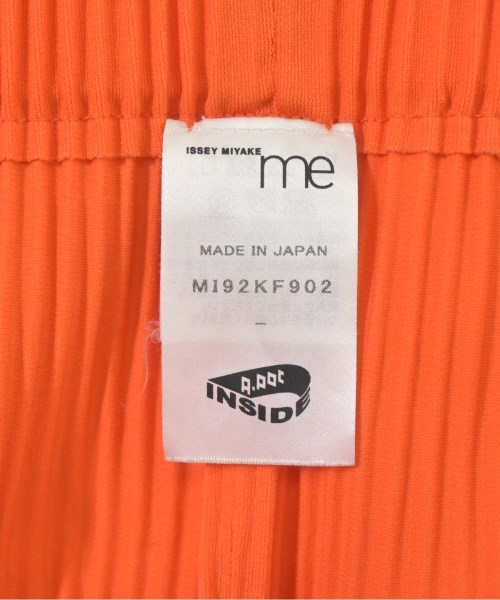 ISSEY MIYAKE
me
MADE IN JAPAN
MI92KF902
–
A.POC
INSIDE